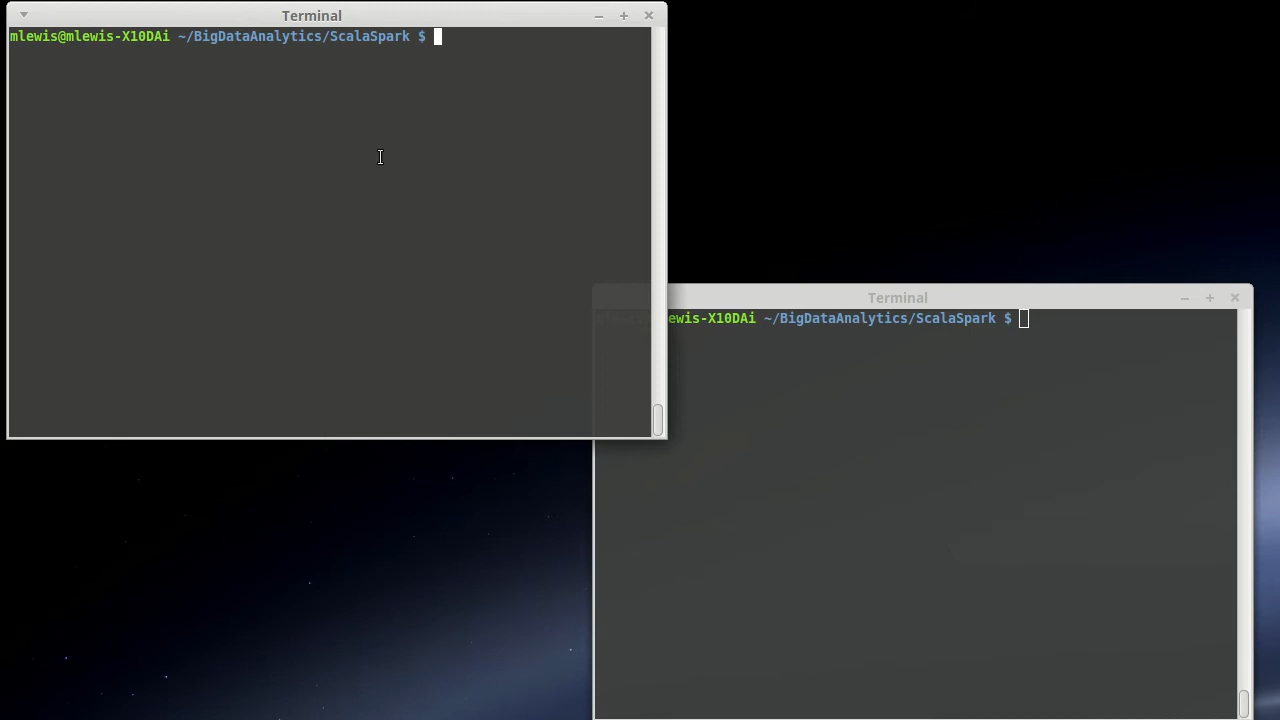 Terminal
mlewis@mlewis-X10DAi ~/BigDataAnalytics/ScalaSpark $
Terminal
ewis-X10DAi ~/BigDataAnalytics/ScalaSpark $